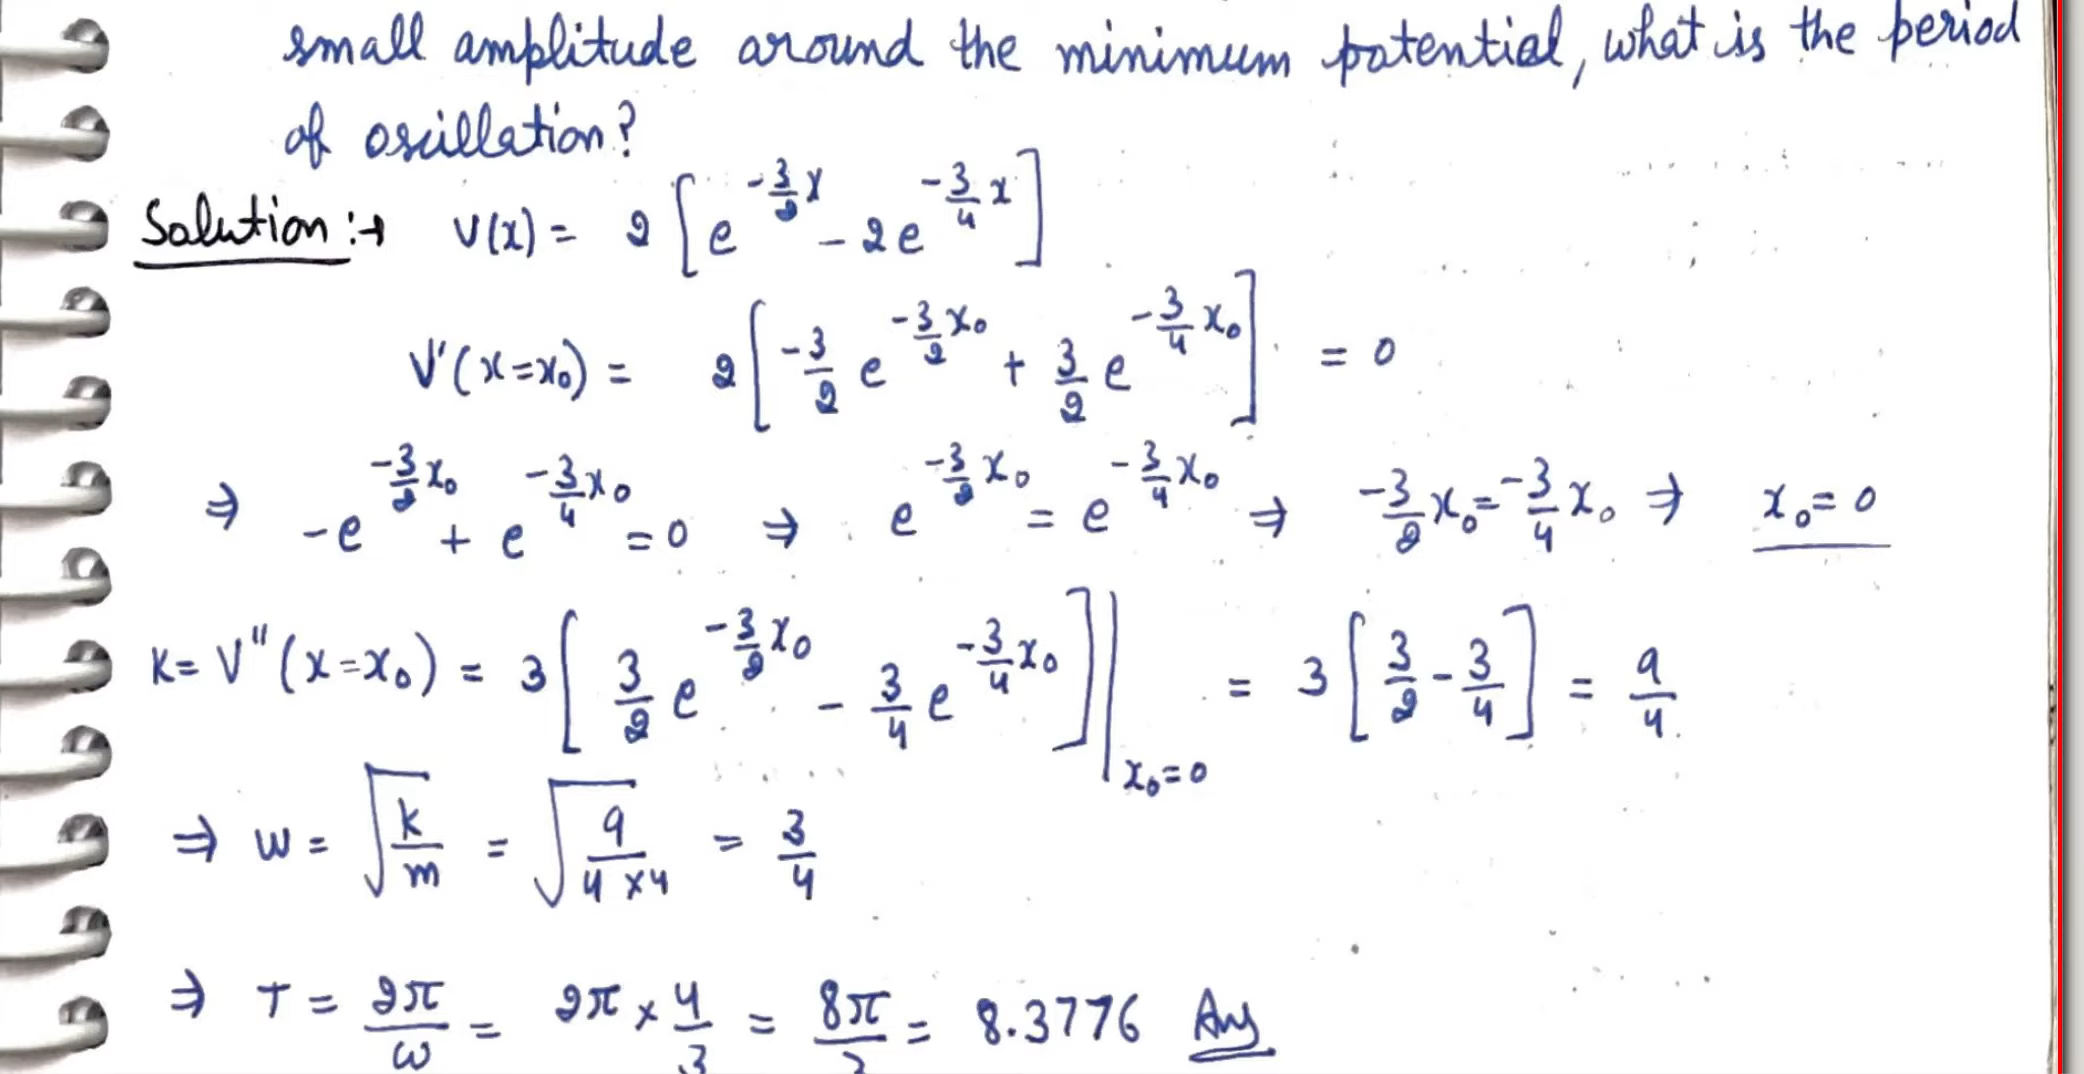 small amplitude around the minimum potential, what is the period
of oscillation?
Solution :→ V(x) = 2 [e^{-3/2 x} - 2e^{-3/4 x}]
V'(x=x₀) = 2 [-3/2 e^{-3/2 x₀} + 3/2 e^{-3/4 x₀}] = 0
⇒ -e^{-3/2 x₀} + e^{-3/4 x₀} = 0 ⇒ e^{-3/2 x₀} = e^{-3/4 x₀} ⇒ -3/2 x₀ = -3/4 x₀ ⇒ x₀ = 0
K = V"(x=x₀) = 3 [3/2 e^{-3/2 x₀} - 3/4 e^{-3/4 x₀}] |_{x₀=0} = 3 [3/2 - 3/4] = 9/4
⇒ w = √(k/m) = √(9/(4×4)) = 3/4
⇒ T = 2π/ω = 2π × 4/3 = 8π/3 = 8.3776 Ans